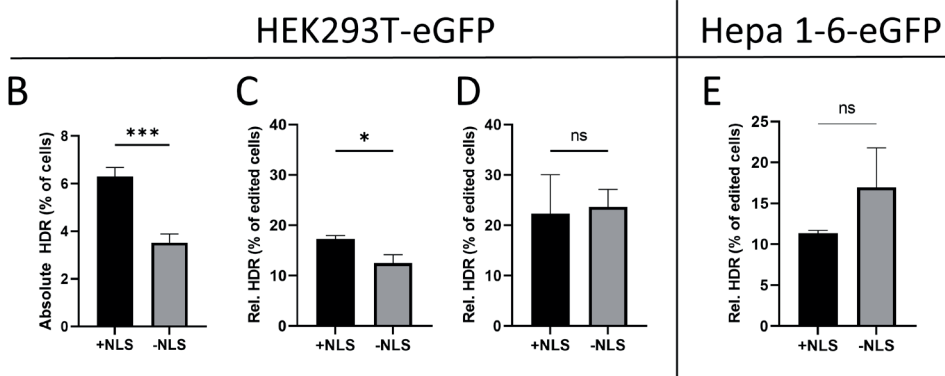 HEK293T-eGFP
Hepa 1-6-eGFP
B
Absolute HDR (% of cells)
8
6
4
2
0
***
+NLS -NLS
C
Rel. HDR (% of edited cells)
40
30
20
10
0
*
+NLS -NLS
D
Rel. HDR (% of edited cells)
40
30
20
10
0
ns
+NLS -NLS
E
Rel. HDR (% of edited cells)
25
20
15
10
5
0
ns
+NLS -NLS